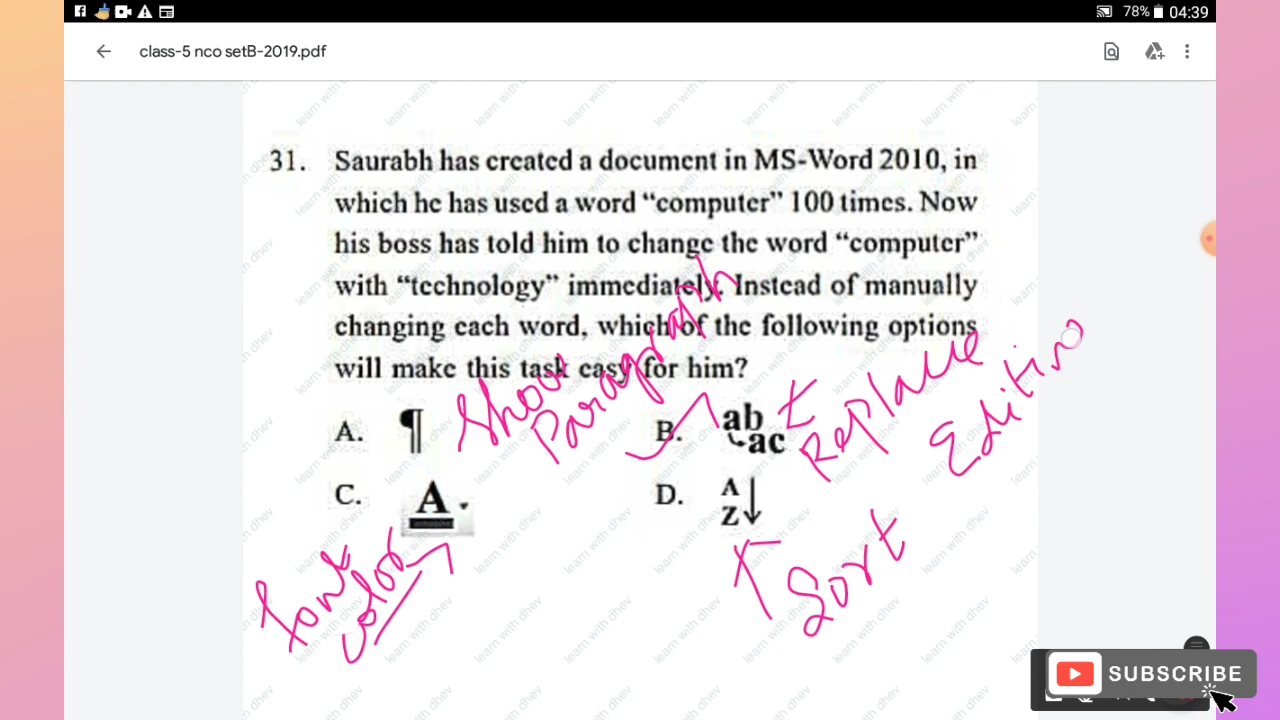 78% 04:39
class-5 nco setB-2019.pdf
31. Saurabh has created a document in MS-Word 2010, in
which he has used a word “computer” 100 times. Now
his boss has told him to change the word “computer”
with “technology” immediately. Instead of manually
changing each word, which of the following options
will make this task easy for him?
A. ¶ Show
Paragraph
B. ab
ac
Replace
Editing
C. A
Font
color
D. A
Z
Sort
learn with dhev
SUBSCRIBE